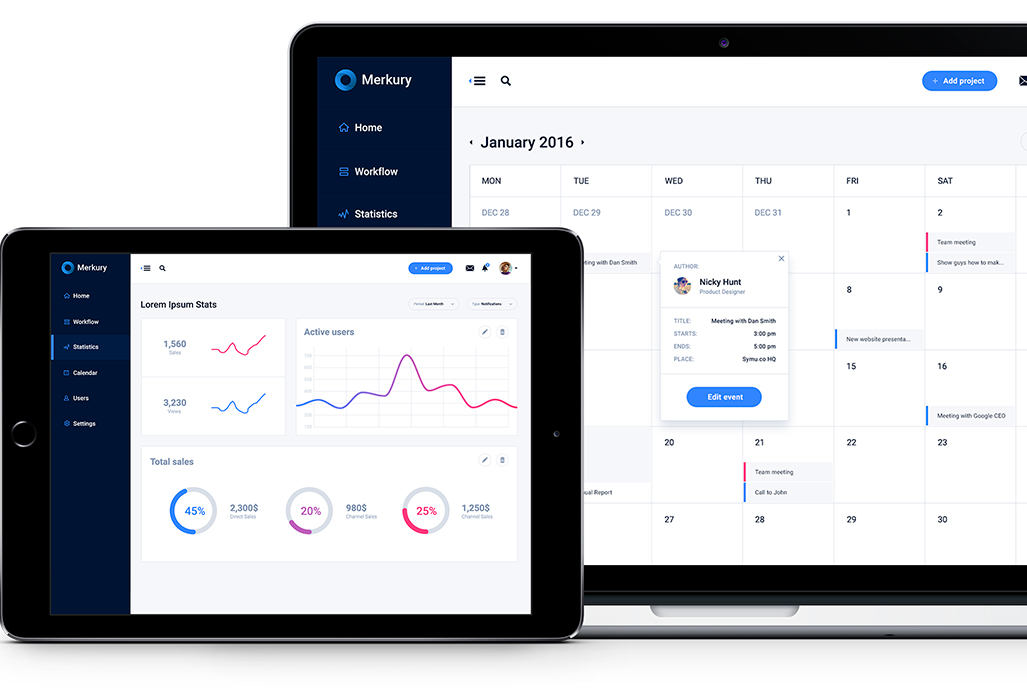 Merkury
Home
Workflow
Statistics
Add project
January 2016
MON TUE WED THU FRI SAT
DEC 28 DEC 29 DEC 30 DEC 31 1 2
Team meeting
Show guys how to mak...
with Dan Smith
8 9
New website presenta...
15 16
Meeting with Google CEO
20 21 22 23
Team meeting
Call to John
Report
27 28 29 30
AUTHOR:
Nicky Hunt
Product Designer
TITLE: Meeting with Dan Smith
STARTS: 3:00 pm
ENDS: 5:00 pm
PLACE: Symu.co HQ
Edit event
Merkury
Home
Workflow
Statistics
Calendar
Users
Settings
+ Add project
Lorem Ipsum Stats
Period: Last Month
Type: Notifications
1,560
Sales
3,230
Views
Active users
Total sales
45%
2,300$
Direct Sales
20%
980$
Channel Sales
25%
1,250$
Channel Sales